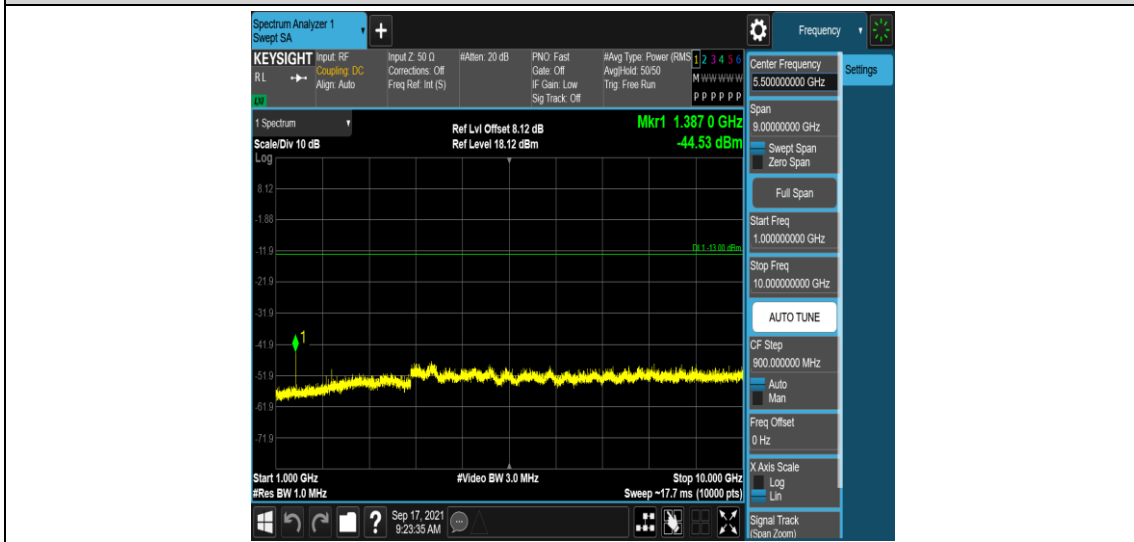 Spectrum Analyzer 1
Swept SA
+
Frequency
KEYSIGHT
RL
LXI
Input: RF
Coupling: DC
Align: Auto
Input Z: 50 Ω
Corrections: Off
Freq Ref: Int (S)
#Atten: 20 dB
PNO: Fast
Gate: Off
IF Gain: Low
Sig Track: Off
#Avg Type: Power (RMS
Avg|Hold: 50/50
Trig: Free Run
1 2 3 4 5 6
M W W W W W
P P P P P P
Center Frequency
5.500000000 GHz
Settings
Span
9.00000000 GHz
Swept Span
Zero Span
Full Span
Start Freq
1.000000000 GHz
Stop Freq
10.000000000 GHz
AUTO TUNE
CF Step
900.000000 MHz
Auto
Man
Freq Offset
0 Hz
X Axis Scale
Log
Lin
Signal Track
(Span Zoom)
1 Spectrum
Scale/Div 10 dB
Log
Ref Lvl Offset 8.12 dB
Ref Level 18.12 dBm
Mkr1 1.387 0 GHz
-44.53 dBm
8.12
-1.88
-11.9
DL1 -13.00 dBm
-21.9
-31.9
-41.9
1
-51.9
-61.9
-71.9
Start 1.000 GHz
#Video BW 3.0 MHz
Stop 10.000 GHz
#Res BW 1.0 MHz
Sweep ~17.7 ms (10000 pts)
?
Sep 17, 2021
9:23:35 AM